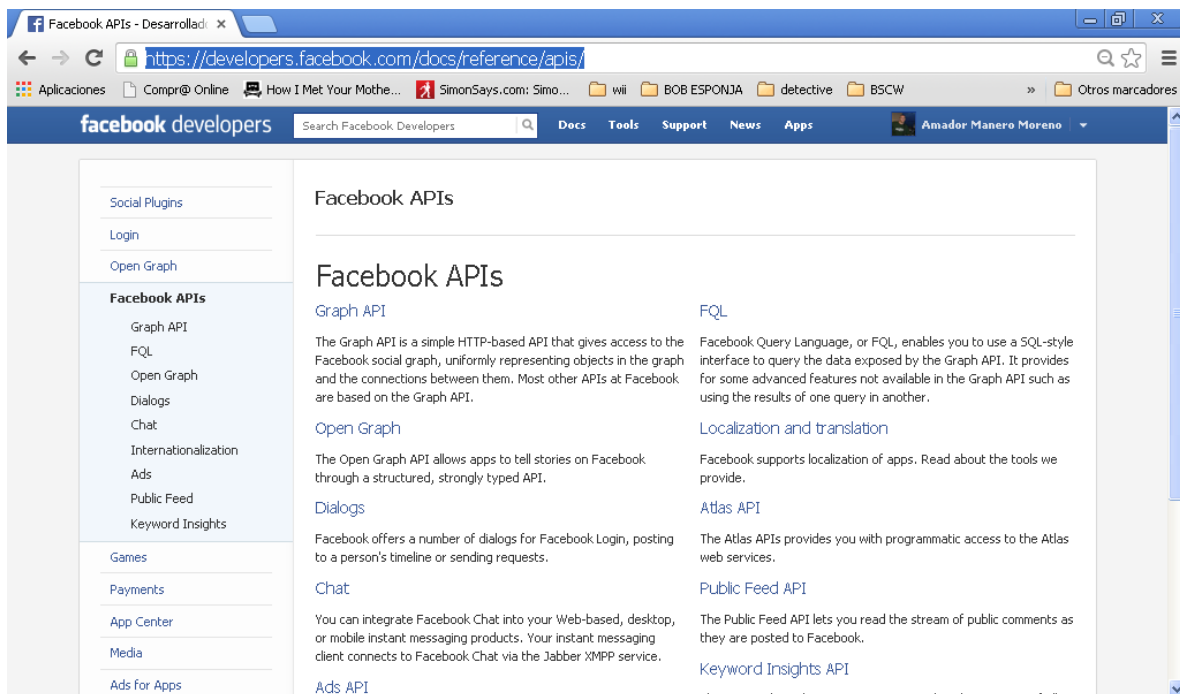 Facebook APIs - Desarrollad
https://developers.facebook.com/docs/reference/apis/
Aplicaciones
Compr@ Online
How I Met Your Mothe...
SimonSays.com: Simo...
wii
BOB ESPONJA
detective
BSCW
»
Otros marcadores
facebook developers
Search Facebook Developers
Docs
Tools
Support
News
Apps
Amador Manero Moreno
Social Plugins
Login
Open Graph
Facebook APIs
Graph API
FQL
Open Graph
Dialogs
Chat
Internationalization
Ads
Public Feed
Keyword Insights
Games
Payments
App Center
Media
Ads for Apps
Facebook APIs
Facebook APIs
Graph API
The Graph API is a simple HTTP-based API that gives access to the
Facebook social graph, uniformly representing objects in the graph
and the connections between them. Most other APIs at Facebook
are based on the Graph API.
Open Graph
The Open Graph API allows apps to tell stories on Facebook
through a structured, strongly typed API.
Dialogs
Facebook offers a number of dialogs for Facebook Login, posting
to a person's timeline or sending requests.
Chat
You can integrate Facebook Chat into your Web-based, desktop,
or mobile instant messaging products. Your instant messaging
client connects to Facebook Chat via the Jabber XMPP service.
Ads API
FQL
Facebook Query Language, or FQL, enables you to use a SQL-style
interface to query the data exposed by the Graph API. It provides
for some advanced features not available in the Graph API such as
using the results of one query in another.
Localization and translation
Facebook supports localization of apps. Read about the tools we
provide.
Atlas API
The Atlas APIs provides you with programmatic access to the Atlas
web services.
Public Feed API
The Public Feed API lets you read the stream of public comments as
they are posted to Facebook.
Keyword Insights API